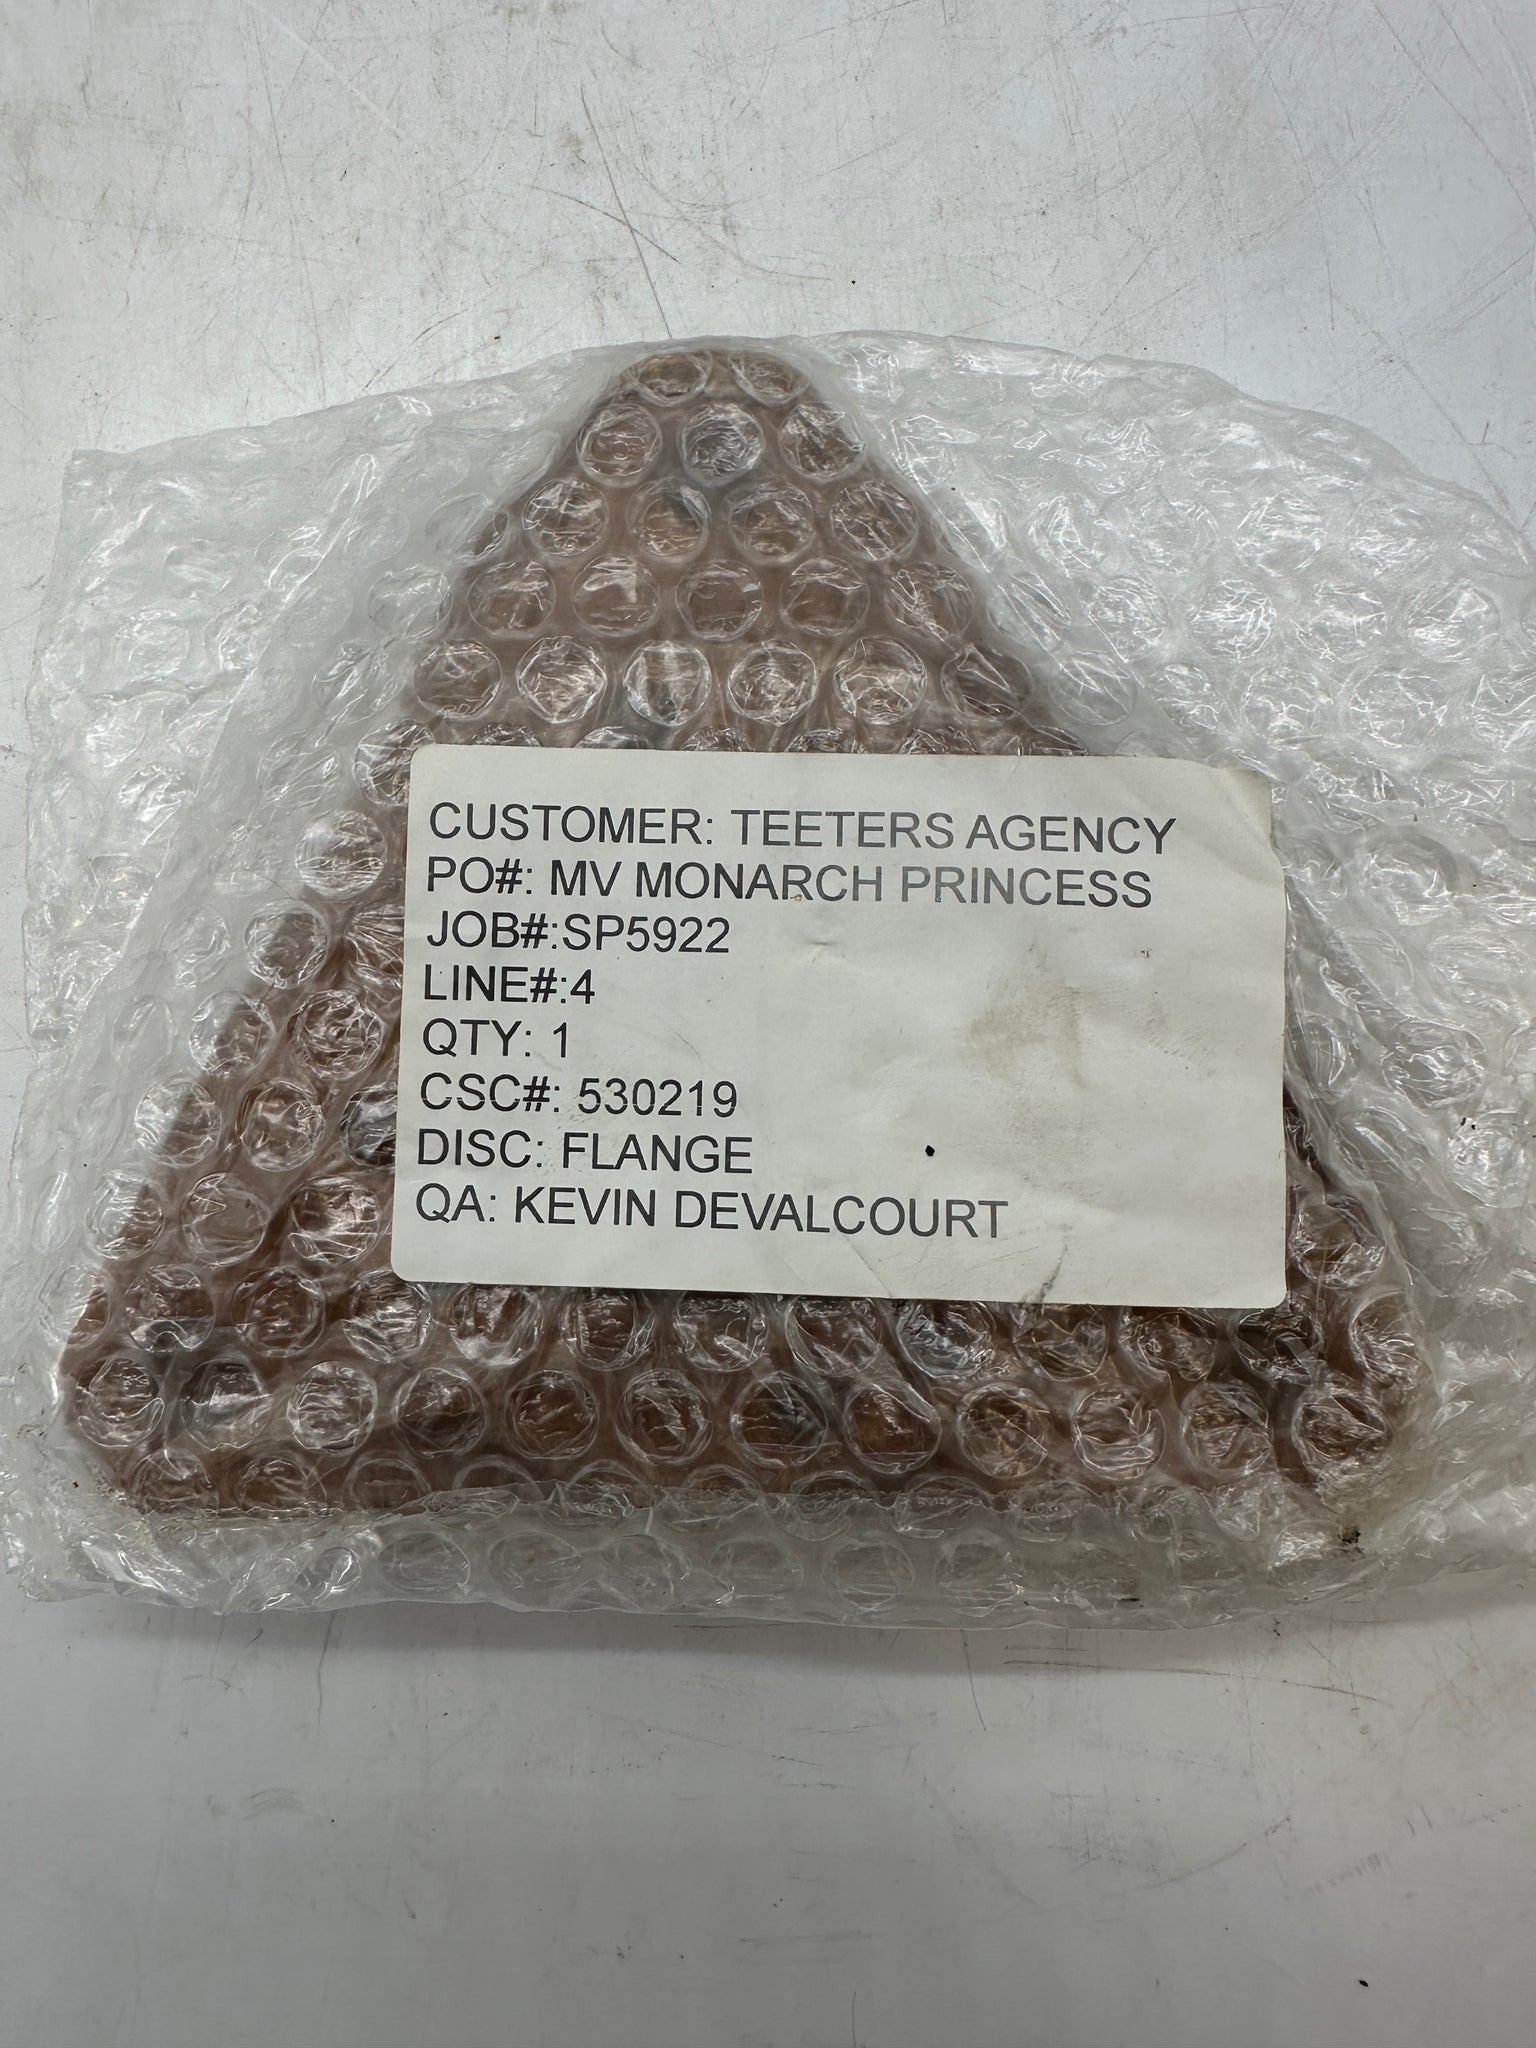 CUSTOMER: TEETERS AGENCY
PO#: MV MONARCH PRINCESS
JOB#:SP5922
LINE#:4
QTY: 1
CSC#: 530219
DISC: FLANGE
QA: KEVIN DEVALCOURT